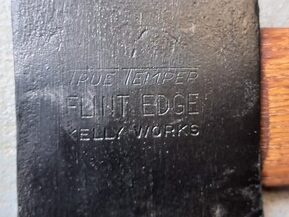 TRUE TEMPER
FLINT EDGE
KELLY WORKS